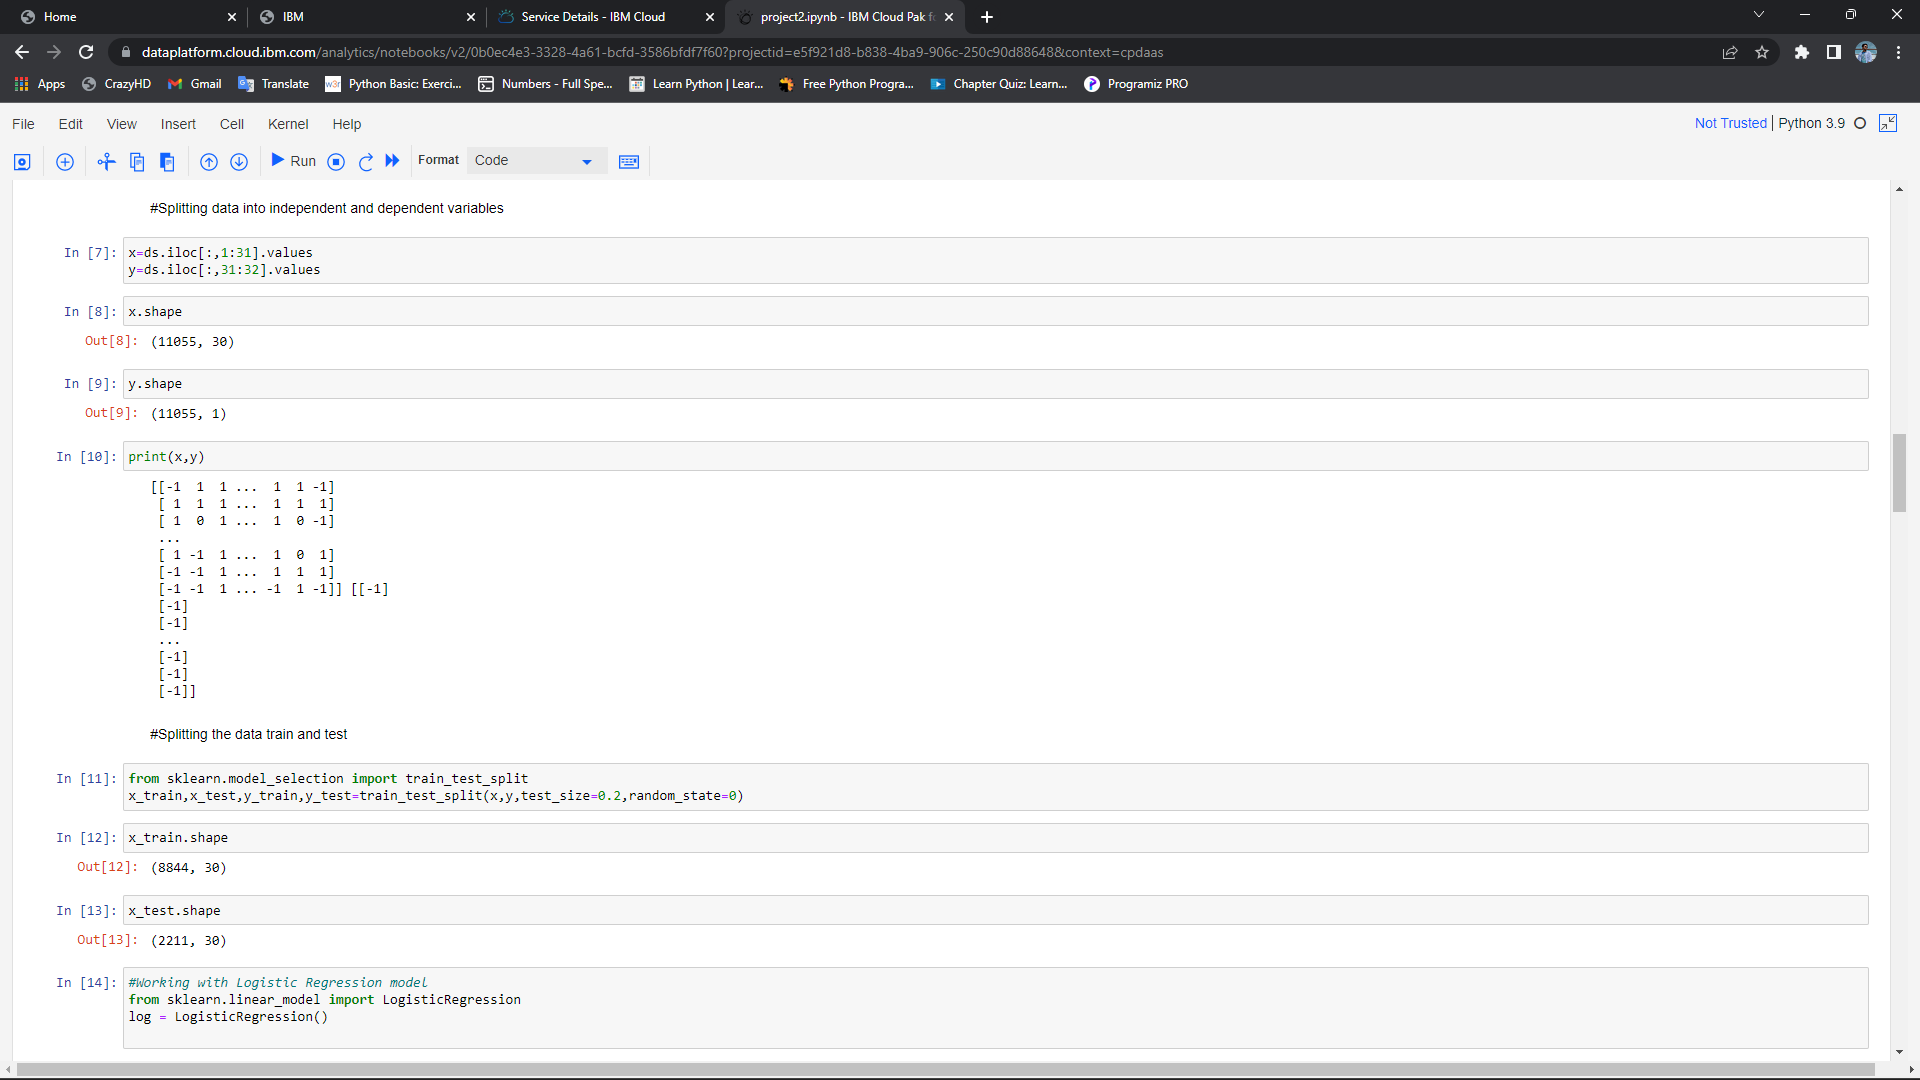 Home
IBM
Service Details - IBM Cloud
project2.ipynb - IBM Cloud Pak f
dataplatform.cloud.ibm.com/analytics/notebooks/v2/0b0ec4e3-3328-4a61-bcfd-3586bfdf7f60?projectid=e5f921d8-b838-4ba9-906c-250c90d88648&context=cpdaas
Apps
CrazyHD
Gmail
Translate
w3r
Python Basic: Exerci...
Numbers - Full Spe...
Learn Python | Lear...
Free Python Progra...
Chapter Quiz: Learn...
Programiz PRO
File Edit View Insert Cell Kernel Help
Not Trusted | Python 3.9
Run
Format
Code
#Splitting data into independent and dependent variables
In [7]: x=ds.iloc[:,1:31].values
y=ds.iloc[:,31:32].values
In [8]: x.shape
Out[8]: (11055, 30)
In [9]: y.shape
Out[9]: (11055, 1)
In [10]: print(x,y)
[[-1  1  1 ...  1  1 -1]
 [ 1  1  1 ...  1  1  1]
 [ 1  0  1 ...  1  0 -1]
 ...
 [ 1 -1  1 ...  1  0  1]
 [-1 -1  1 ...  1  1  1]
 [-1 -1  1 ... -1  1 -1]] [[-1]
 [-1]
 [-1]
 ...
 [-1]
 [-1]
 [-1]]
#Splitting the data train and test
In [11]: from sklearn.model_selection import train_test_split
x_train,x_test,y_train,y_test=train_test_split(x,y,test_size=0.2,random_state=0)
In [12]: x_train.shape
Out[12]: (8844, 30)
In [13]: x_test.shape
Out[13]: (2211, 30)
In [14]: #Working with Logistic Regression model
from sklearn.linear_model import LogisticRegression
log = LogisticRegression()